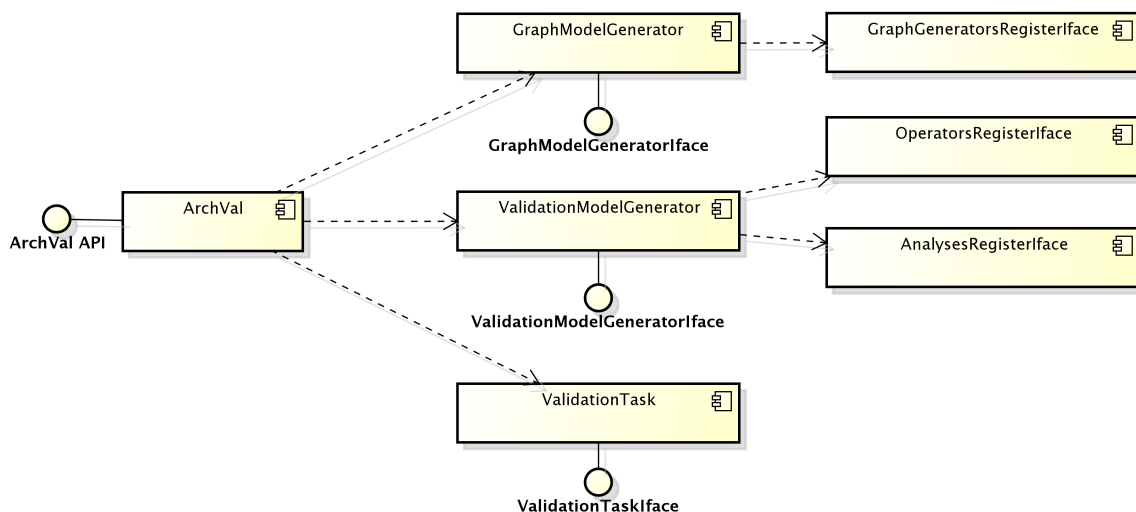 GraphModelGenerator
GraphGeneratorsRegisterIface
GraphModelGeneratorIface
OperatorsRegisterIface
ArchVal
ArchVal API
ValidationModelGenerator
AnalysesRegisterIface
ValidationModelGeneratorIface
ValidationTask
ValidationTaskIface